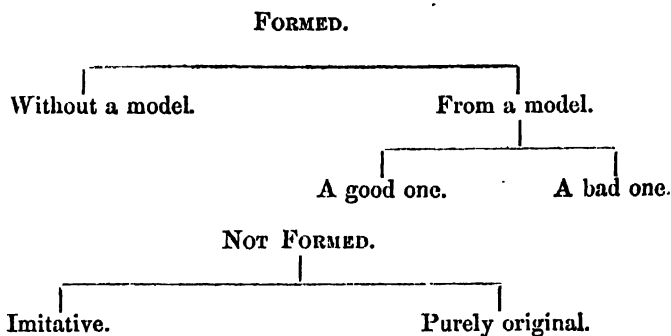 FORMED.
Without a model. From a model.
A good one. A bad one.
NOT FORMED.
Imitative. Purely original.